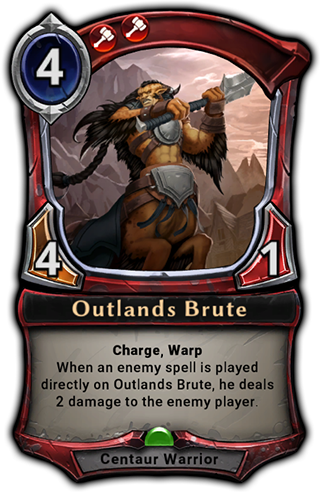 4
4
1
Outlands Brute
Charge, Warp
When an enemy spell is played
directly on Outlands Brute, he deals
2 damage to the enemy player.
Centaur Warrior